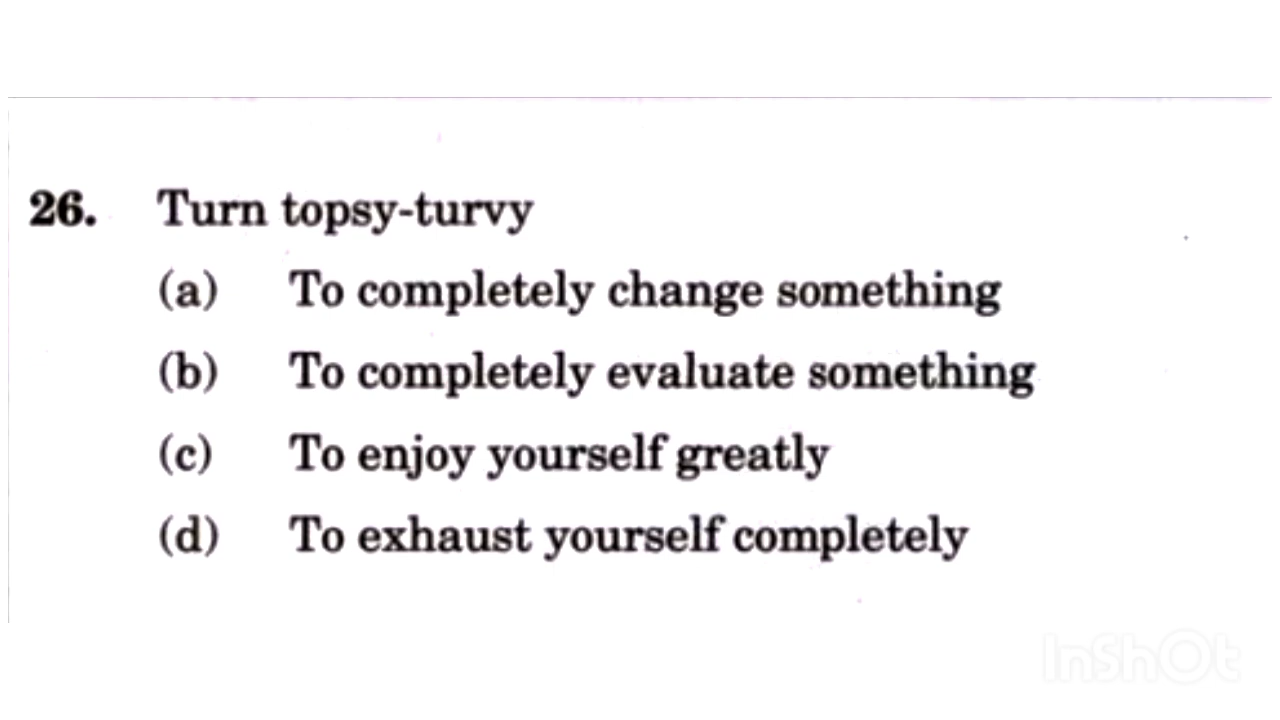 26. Turn topsy-turvy
(a) To completely change something
(b) To completely evaluate something
(c) To enjoy yourself greatly
(d) To exhaust yourself completely
InShOt